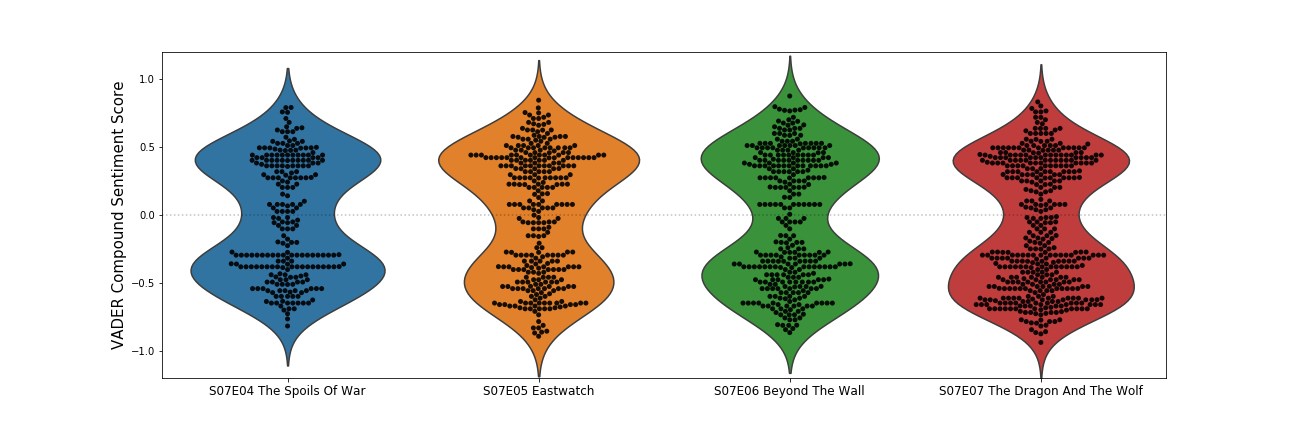 VADER Compound Sentiment Score
1.0
0.5
0.0
−0.5
−1.0
S07E04 The Spoils Of War
S07E05 Eastwatch
S07E06 Beyond The Wall
S07E07 The Dragon And The Wolf